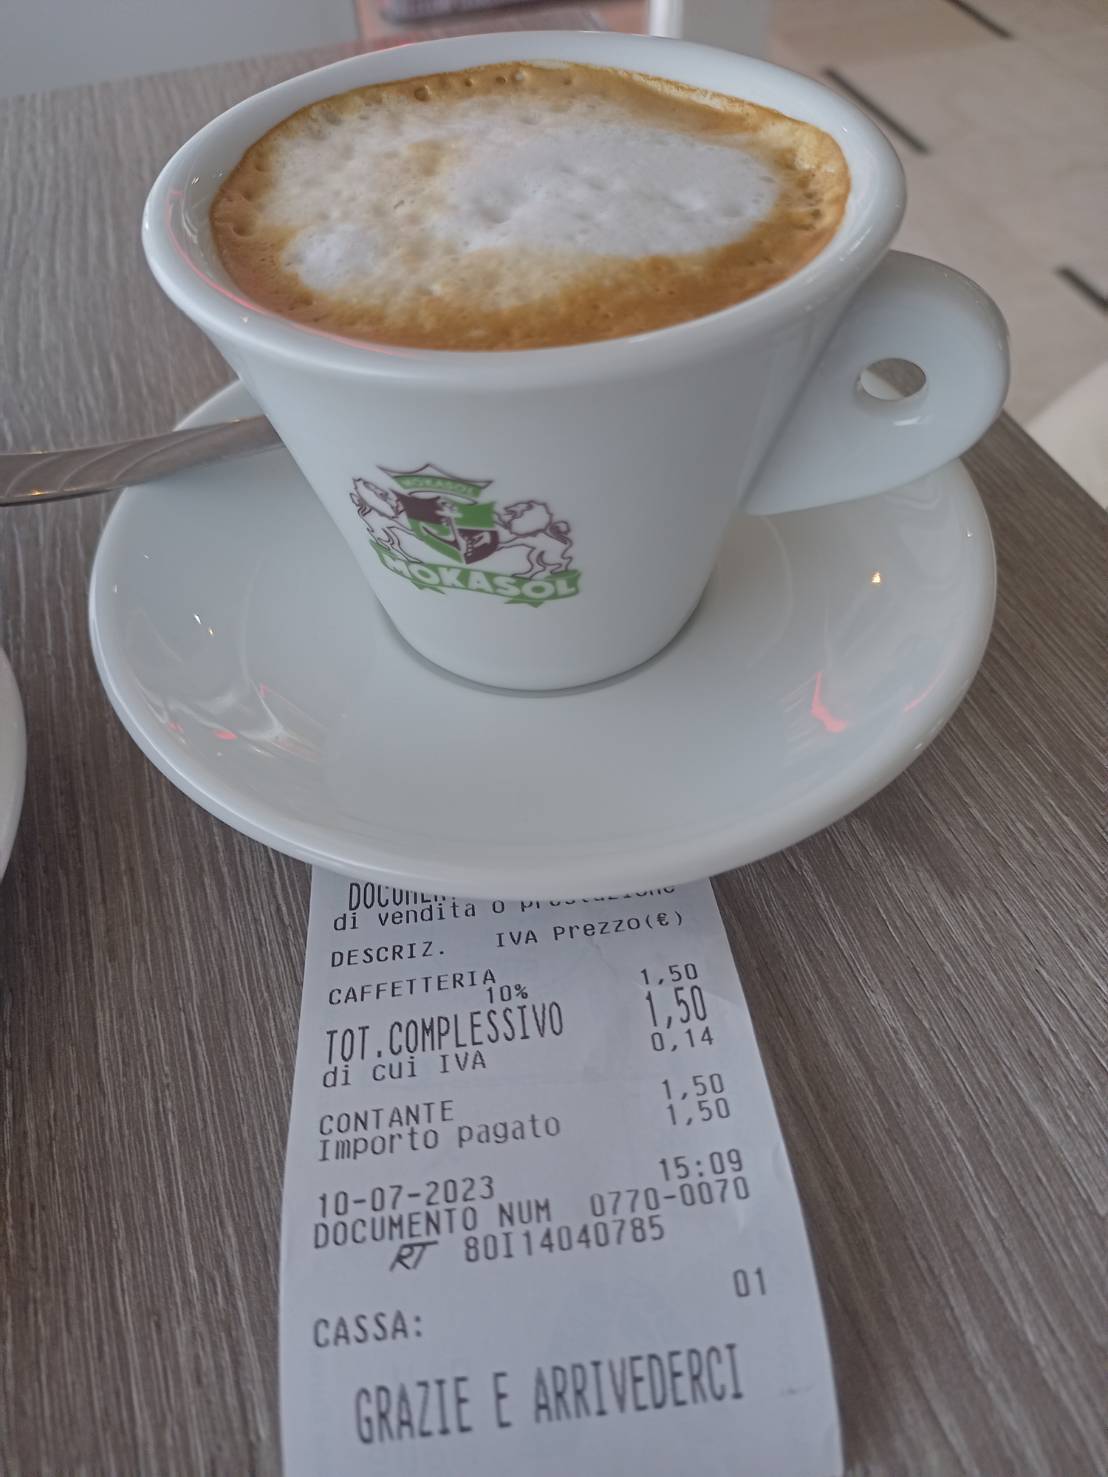 MOKASOL
MOKASOL
di vendita o
DESCRIZ. IVA Prezzo(€)
CAFFETTERIA 1,50
10%
TOT.COMPLESSIVO 1,50
di cui IVA 0,14
CONTANTE 1,50
Importo pagato 1,50
10-07-2023 15:09
DOCUMENTO NUM 0770-0070
RT 80I14040785
CASSA: 01
GRAZIE E ARRIVEDERCI